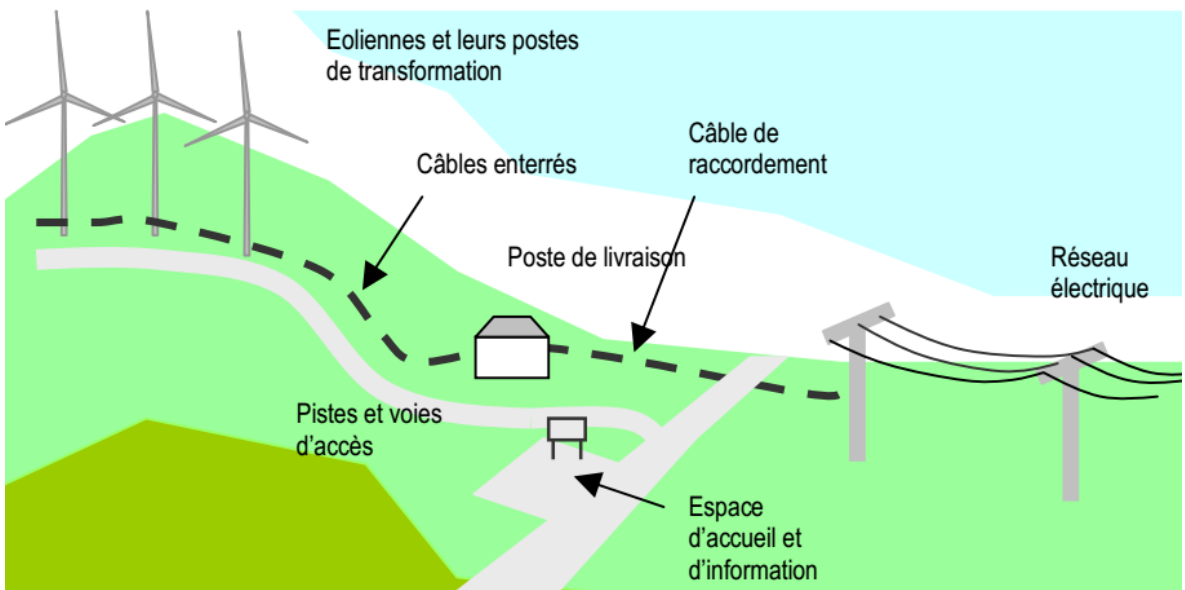 Eoliennes et leurs postes
de transformation
Câbles enterrés
Câble de
raccordement
Poste de livraison
Réseau
électrique
Pistes et voies
d’accès
Espace
d’accueil et
d’information